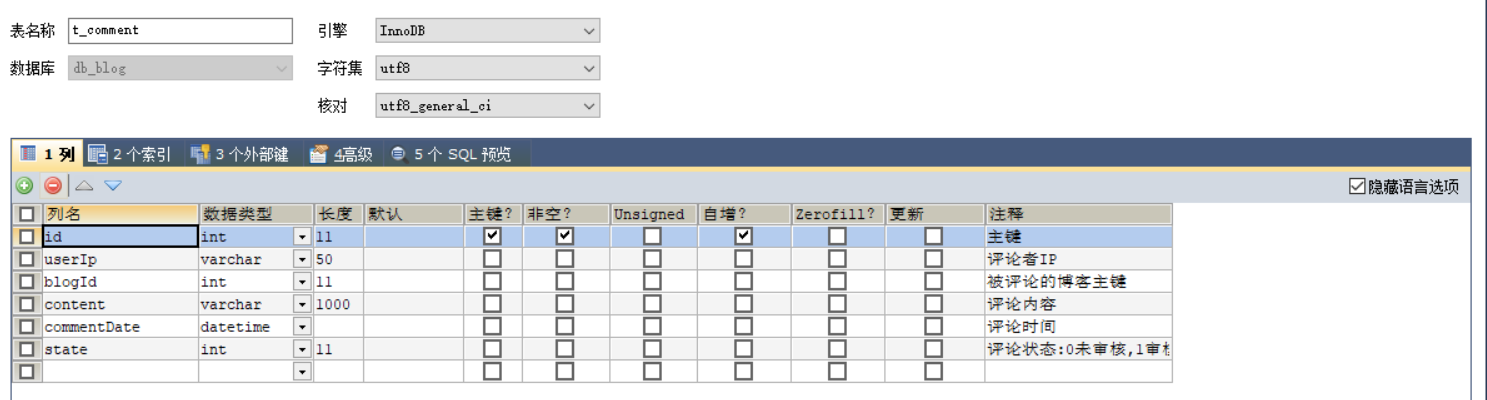 表名称 t_comment 引擎 InnoDB
数据库 db_blog 字符集 utf8
核对 utf8_general_ci
1 列 2 个索引 3 个外部键 4高级 5 个 SQL 预览
隐藏语言选项
列名 数据类型 长度 默认 主键? 非空? Unsigned 自增? Zerofill? 更新 注释
id int 11 主键
userIp varchar 50 评论者IP
blogId int 11 被评论的博客主键
content varchar 1000 评论内容
commentDate datetime 评论时间
state int 11 评论状态:0未审核,1审